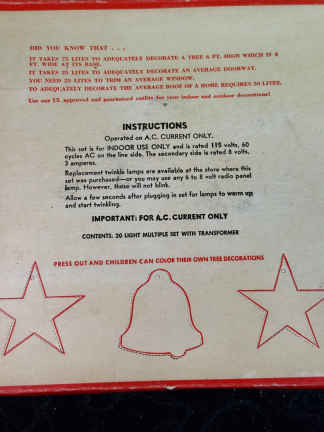 DID YOU KNOW THAT . . .
IT TAKES 75 LITES TO ADEQUATELY DECORATE A TREE 6 FT. HIGH WHICH IS 4
FT. WIDE AT ITS BASE.
IT TAKES 25 LITES TO ADEQUATELY DECORATE AN AVERAGE DOORWAY.
YOU NEED 25 LITES TO TRIM AN AVERAGE WINDOW.
TO ADEQUATELY DECORATE THE AVERAGE ROOF OF A HOME REQUIRES 50 LITES.
Use our UL approved and guaranteed outfits for your indoor and outdoor decorations!
INSTRUCTIONS
Operated on A.C. CURRENT ONLY.
This set is for INDOOR USE ONLY and is rated 115 volts, 60
cycles AC on the line side. The secondary side is rated 8 volts,
3 amperes.
Replacement twinkle lamps are available at the store where this
set was purchased—or you may use any 6 to 8 volt radio panel
lamp. However, these will not blink.
Allow a few seconds after plugging in set for lamps to warm up
and start twinkling.
IMPORTANT: FOR A.C. CURRENT ONLY
CONTENTS: 20 LIGHT MULTIPLE SET WITH TRANSFORMER
PRESS OUT AND CHILDREN CAN COLOR THEIR OWN TREE DECORATIONS